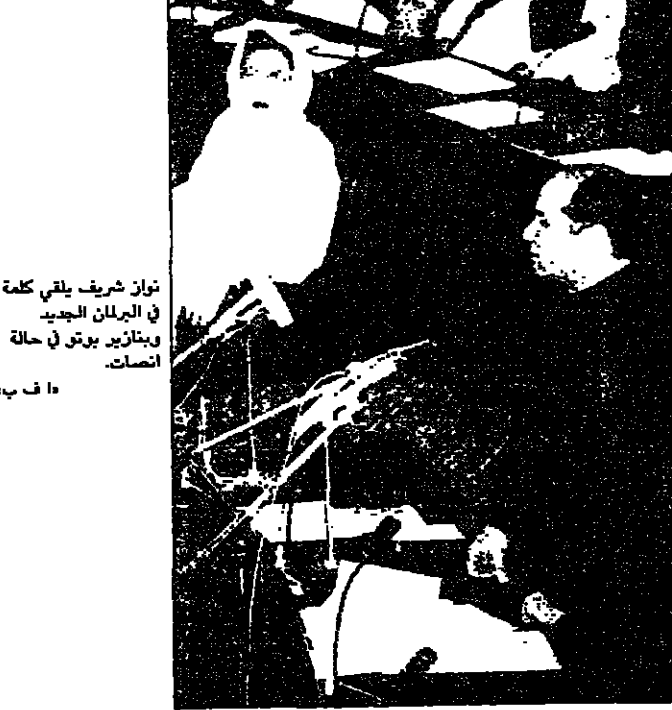 نواز شريف يلقي كلمة
في البرلمان الجديد
وبنازير بوتو في حالة
انصات.
«ا ف ب»